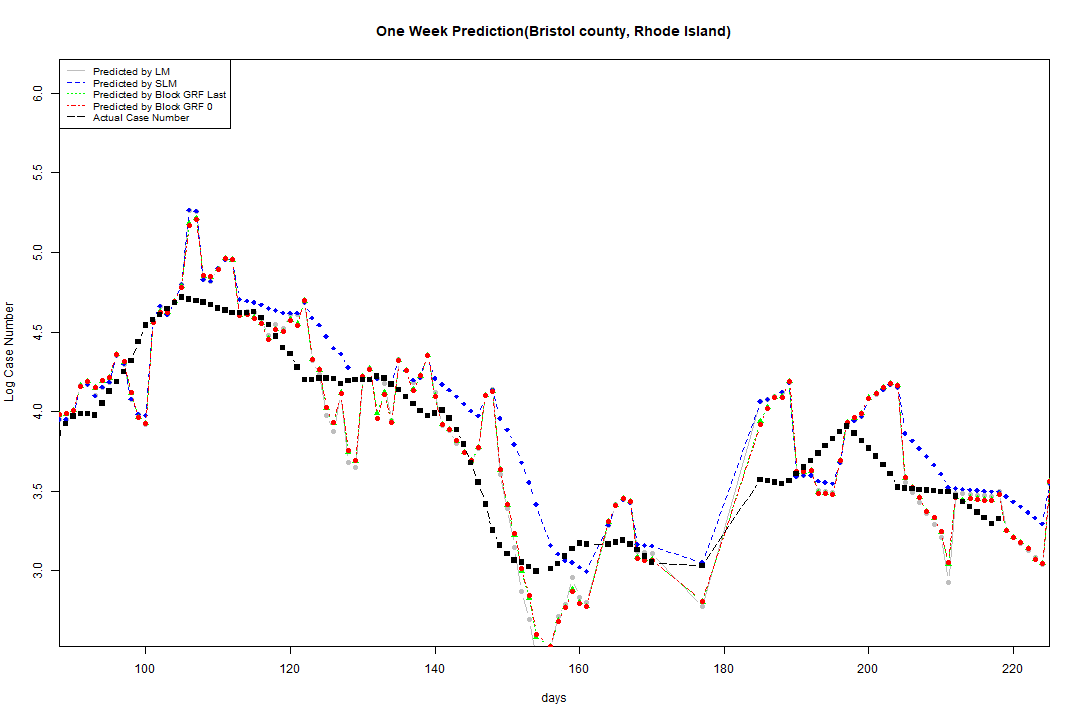 One Week Prediction(Bristol county, Rhode Island)
Predicted by LM
Predicted by SLM
Predicted by Block GRF Last
Predicted by Block GRF 0
Actual Case Number
6.0
5.5
5.0
4.5
4.0
3.5
3.0
Log Case Number
100 120 140 160 180 200 220
days